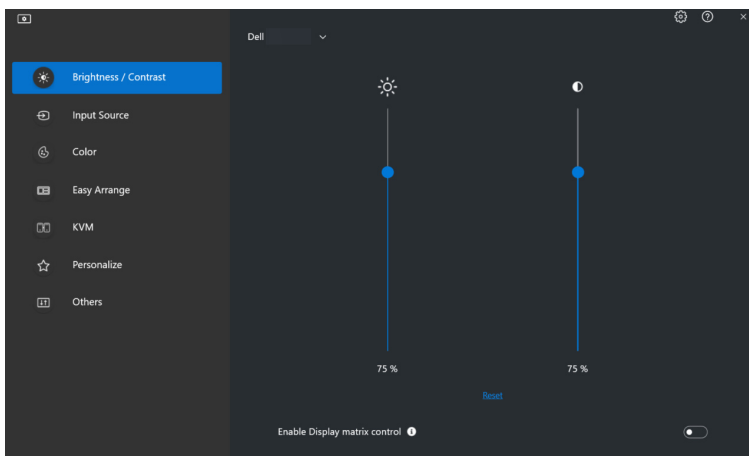 Dell
Brightness / Contrast
Input Source
Color
Easy Arrange
KVM
Personalize
Others
75 %
75 %
Reset
Enable Display matrix control